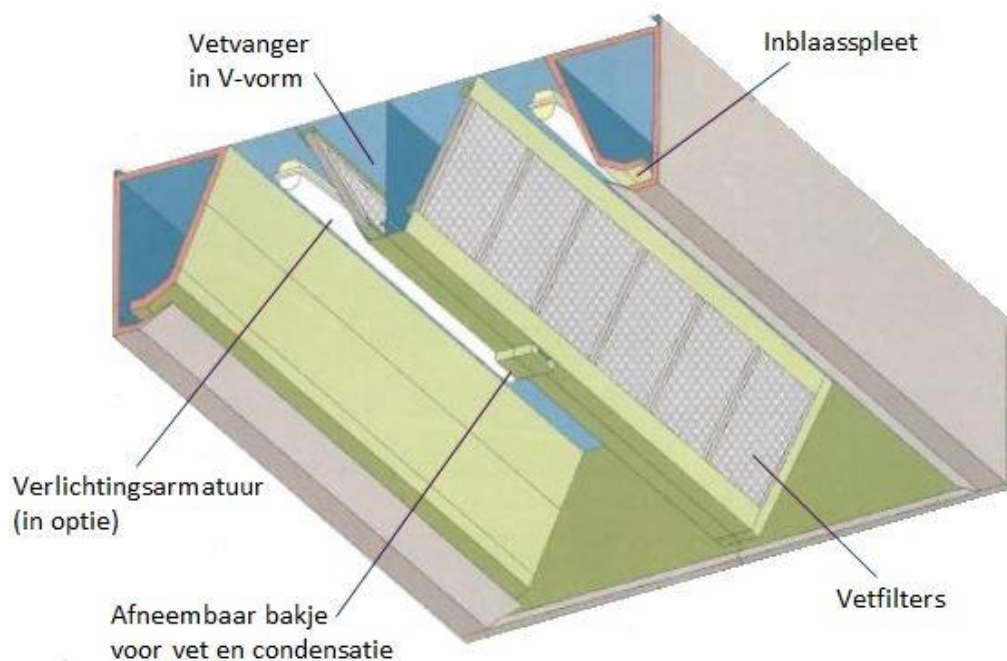 Vetvanger
in V-vorm
Inblaasspleet
Verlichtingsarmatuur
(in optie)
Afneembaar bakje
voor vet en condensatie
Vetfilters